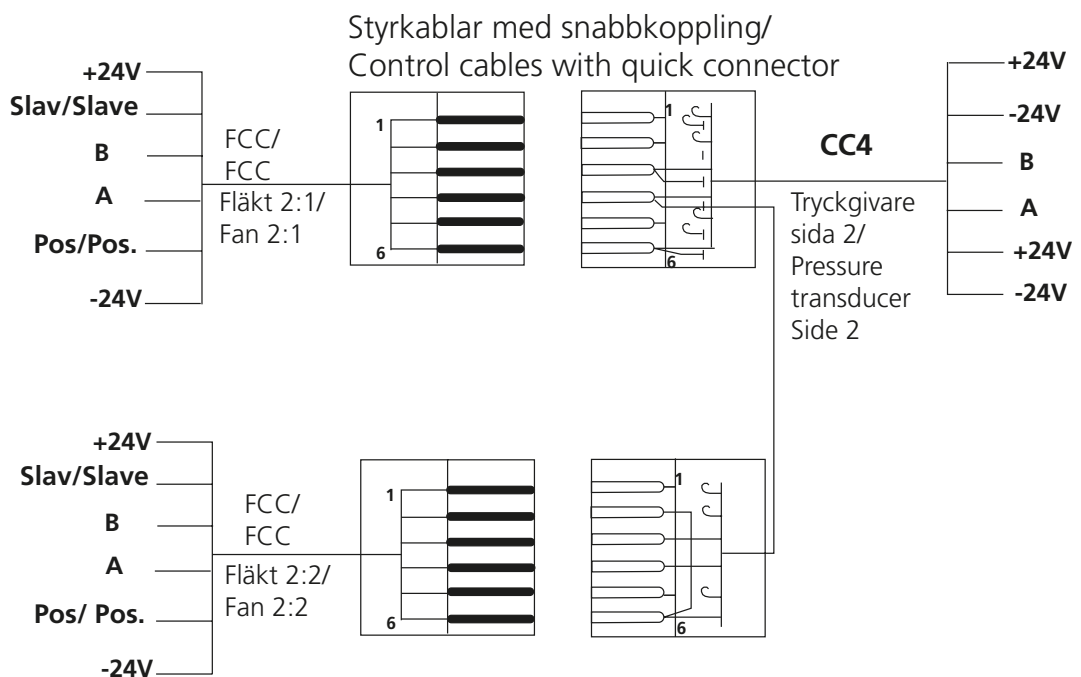 Styrkablar med snabbkoppling/
Control cables with quick connector
+24V
Slav/Slave
B
A
Pos/Pos.
-24V
FCC/
FCC
Fläkt 2:1/
Fan 2:1
1
6
1
6
CC4
Tryckgivare
sida 2/
Pressure
transducer
Side 2
+24V
-24V
B
A
+24V
-24V
+24V
Slav/Slave
B
A
Pos/ Pos.
-24V
FCC/
FCC
Fläkt 2:2/
Fan 2:2
1
6
1
6